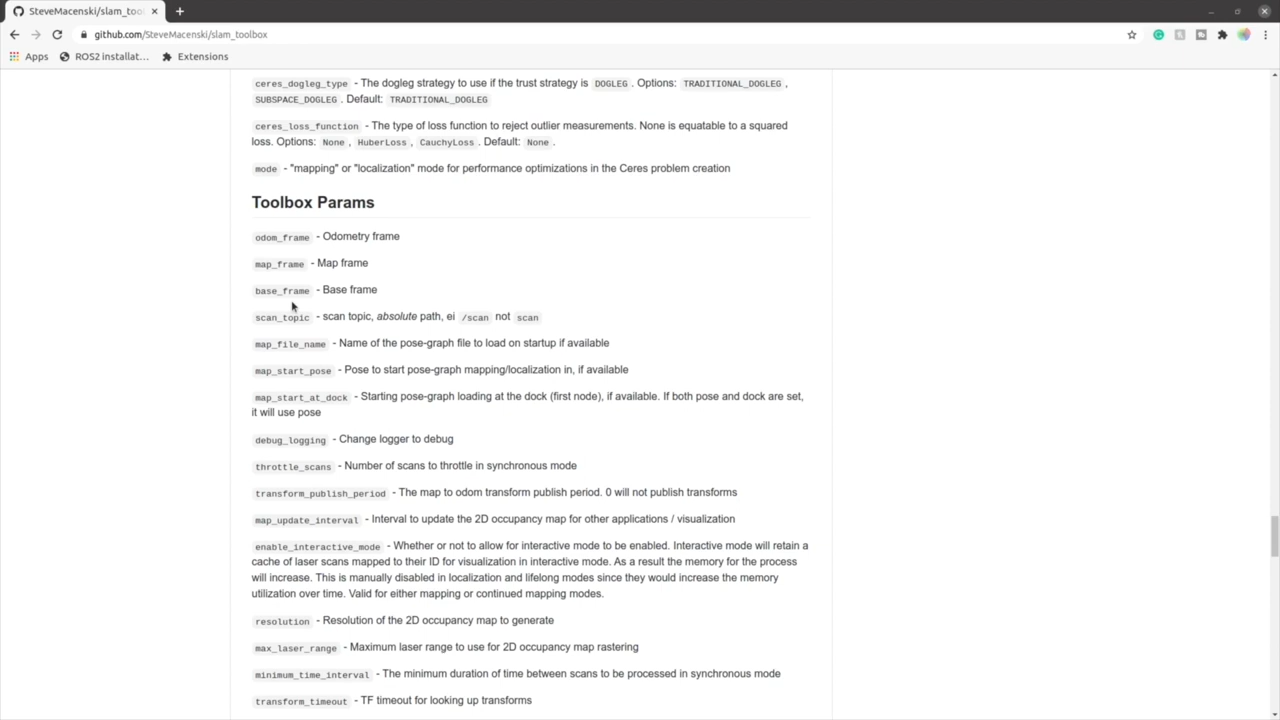 SteveMacenski/slam_too
github.com/SteveMacenski/slam_toolbox
Apps ROS2 installat... Extensions
ceres_dogleg_type - The dogleg strategy to use if the trust strategy is DOGLEG . Options: TRADITIONAL_DOGLEG ,
SUBSPACE_DOGLEG . Default: TRADITIONAL_DOGLEG
ceres_loss_function - The type of loss function to reject outlier measurements. None is equatable to a squared
loss. Options: None , HuberLoss , CauchyLoss . Default: None .
mode - "mapping" or "localization" mode for performance optimizations in the Ceres problem creation
Toolbox Params
odom_frame - Odometry frame
map_frame - Map frame
base_frame - Base frame
scan_topic - scan topic, absolute path, ei /scan not scan
map_file_name - Name of the pose-graph file to load on startup if available
map_start_pose - Pose to start pose-graph mapping/localization in, if available
map_start_at_dock - Starting pose-graph loading at the dock (first node), if available. If both pose and dock are set,
it will use pose
debug_logging - Change logger to debug
throttle_scans - Number of scans to throttle in synchronous mode
transform_publish_period - The map to odom transform publish period. 0 will not publish transforms
map_update_interval - Interval to update the 2D occupancy map for other applications / visualization
enable_interactive_mode - Whether or not to allow for interactive mode to be enabled. Interactive mode will retain a
cache of laser scans mapped to their ID for visualization in interactive mode. As a result the memory for the process
will increase. This is manually disabled in localization and lifelong modes since they would increase the memory
utilization over time. Valid for either mapping or continued mapping modes.
resolution - Resolution of the 2D occupancy map to generate
max_laser_range - Maximum laser range to use for 2D occupancy map rastering
minimum_time_interval - The minimum duration of time between scans to be processed in synchronous mode
transform_timeout - TF timeout for looking up transforms